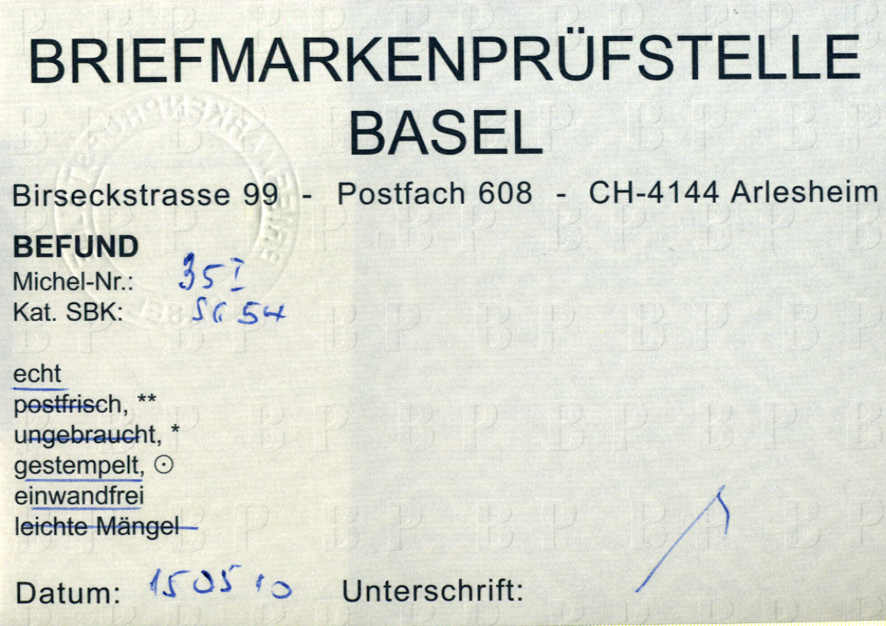 BRIEFMARKENPRÜFSTELLE
BASEL
Birseckstrasse 99 - Postfach 608 - CH-4144 Arlesheim
BEFUND
Michel-Nr.: 35 I
Kat. SBK: SG 54
echt
postfrisch, **
ungebraucht, *
gestempelt, ⊙
einwandfrei
leichte Mängel
Datum: 150510 Unterschrift: